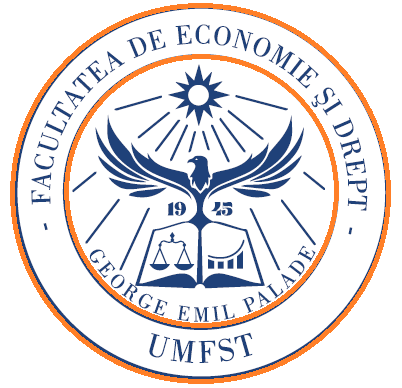 - FACULTATEA DE ECONOMIE ȘI DREPT -
19 45
GEORGE EMIL PALADE
UMFST